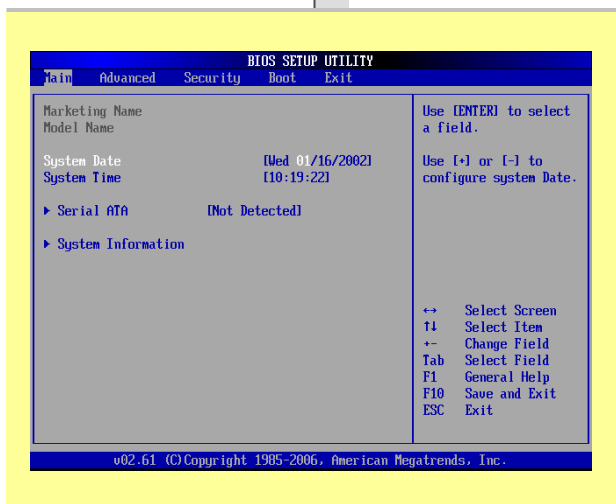 BIOS SETUP UTILITY
Main Advanced Security Boot Exit
Marketing Name
Model Name
System Date [Wed 01/16/2002]
System Time [10:19:22]
▶ Serial ATA [Not Detected]
▶ System Information
Use [ENTER] to select
a field.
Use [+] or [-] to
configure system Date.
↔ Select Screen
↑↓ Select Item
+- Change Field
Tab Select Field
F1 General Help
F10 Save and Exit
ESC Exit
v02.61 (C)Copyright 1985-2006, American Megatrends, Inc.